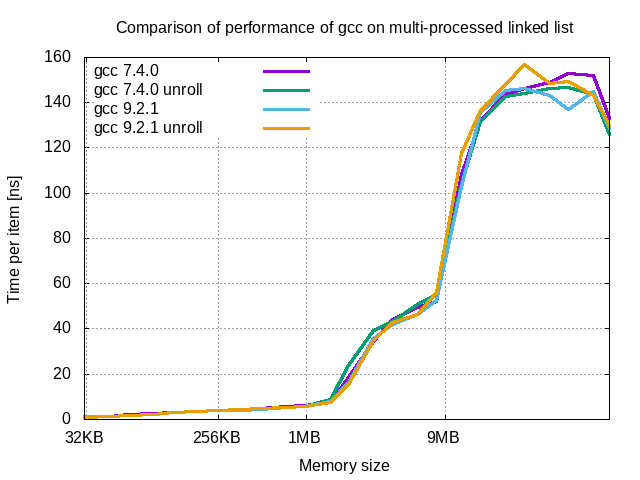 Comparison of performance of gcc on multi-processed linked list
160
140
120
100
80
60
40
20
0
Time per item [ns]
gcc 7.4.0
gcc 7.4.0 unroll
gcc 9.2.1
gcc 9.2.1 unroll
32KB 256KB 1MB 9MB
Memory size